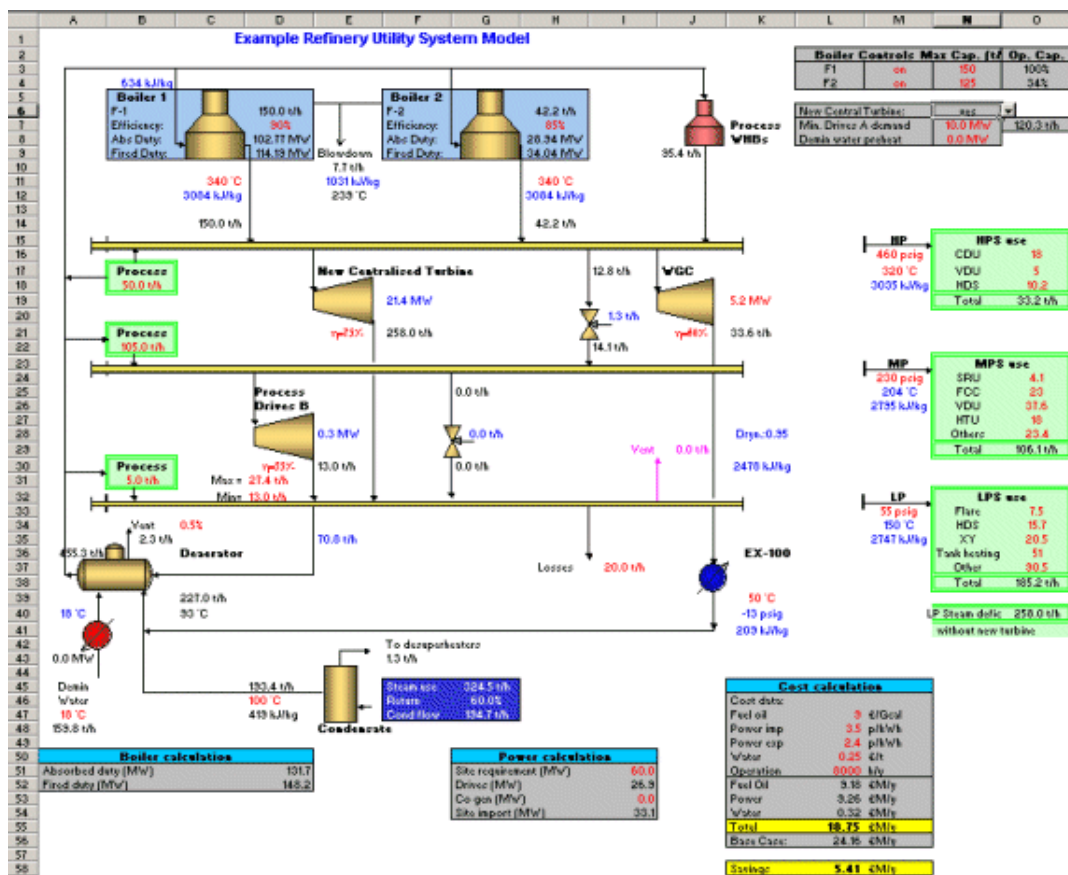 A B C D E F G H I J K L M N O
Example Refinery Utility System Model
Boiler Controls Max Cap. (t/ Op. Cap.
F1 on 150 100%
F2 on 125 34%
New Central Turbine: yes
Min. Drives A demand 10.0 MW 120.3 t/h
Demin water preheat 0.0 MW
634 kJ/kg
Boiler 1
F-1 150.0 t/h
Efficiency: 90%
Abs Duty: 102.77 MW
Fired Duty: 114.19 MW
Boiler 2
F-2 42.2 t/h
Efficiency: 85%
Abs Duty: 28.94 MW
Fired Duty: 34.04 MW
Blowdown
7.7 t/h
1031 kJ/kg
239 °C
Process
WHBs
95.4 t/h
340 °C
3084 kJ/kg
150.0 t/h
340 °C
3084 kJ/kg
42.2 t/h
Process
50.0 t/h
New Centralised Turbine
21.4 MW
η=75%
258.0 t/h
12.8 t/h
1.3 t/h
14.1 t/h
WGC
5.2 MW
33.6 t/h
HP
460 psig
320 °C
3035 kJ/kg
HPS use
CDU 18
VDU 5
HDS 10.2
Total 33.2 t/h
Process
105.0 t/h
Process
Drives B
0.3 MW
η=55%
13.0 t/h
Max = 27.4 t/h
Min= 13.0 t/h
0.0 t/h
0.0 t/h
0.0 t/h
Vent 0.0 t/h
Dryn.:0.95
2478 kJ/kg
MP
230 psig
204 °C
2795 kJ/kg
MPS use
SRU 4.1
FCC 23
VDU 37.6
HTU 18
Others 23.4
Total 106.1 t/h
Process
5.0 t/h
LP
55 psig
150 °C
2747 kJ/kg
LPS use
Flare 7.5
HDS 15.7
XY 20.5
Tank heating 51
Other 90.5
Total 185.2 t/h
LP Steam defic 258.0 t/h
without new turbine
Vent 0.5%
2.3 t/h
455.3 t/h
Deaerator
70.8 t/h
227.0 t/h
93 °C
Losses 20.0 t/h
EX-100
50 °C
-13 psig
209 kJ/kg
18 °C
0.0 MW
Demin
Water
18 °C
159.8 t/h
To desuperheaters
1.3 t/h
193.4 t/h
100 °C
419 kJ/kg
Condensate
Steam use 324.5 t/h
Return 60.0%
Cond flow 194.7 t/h
Boiler calculation
Absorbed duty (MW) 131.7
Fired duty (MW) 148.2
Power calculation
Site requirement (MW) 60.0
Drives (MW) 26.9
Co-gen (MW) 0.0
Site import (MW) 33.1
Cost calculation
Cost data:
Fuel oil 9 €/Gcal
Power imp 3.5 p/kWh
Power exp 2.4 p/kWh
Water 0.25 €/t
Operation 8000 h/y
Fuel Oil 9.18 €M/y
Power 9.26 €M/y
Water 0.32 €M/y
Total 18.75 €M/y
Base Case: 24.16 €M/y
Savings 5.41 €M/y